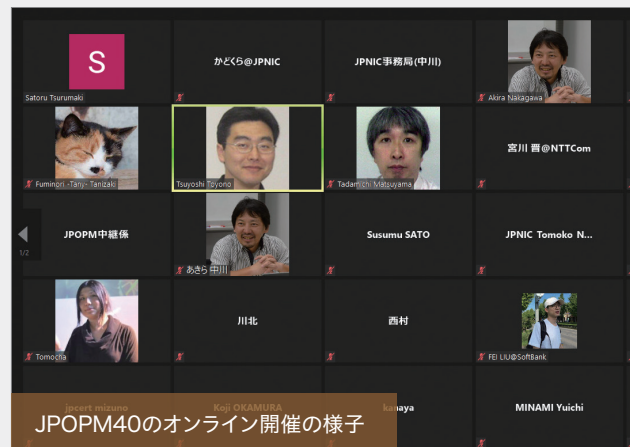 S
Satoru Tsurumaki
かどくら@JPNIC
JPNIC事務局(中川)
Akira Nakagawa
Fuminori -Tany- Tanizaki
Tsuyoshi Toyono
Tadamichi Matsuyama
宮川 晋@NTTCom
1/2
JPOPM中継係
あきら 中川
Susumu SATO
JPNIC Tomoko N...
Tomocha
川北
西村
FEI LIU@SoftBank
jpcert mizuno
Koji OKAMURA
kanaya
MINAMI Yuichi
JPOPM40のオンライン開催の様子